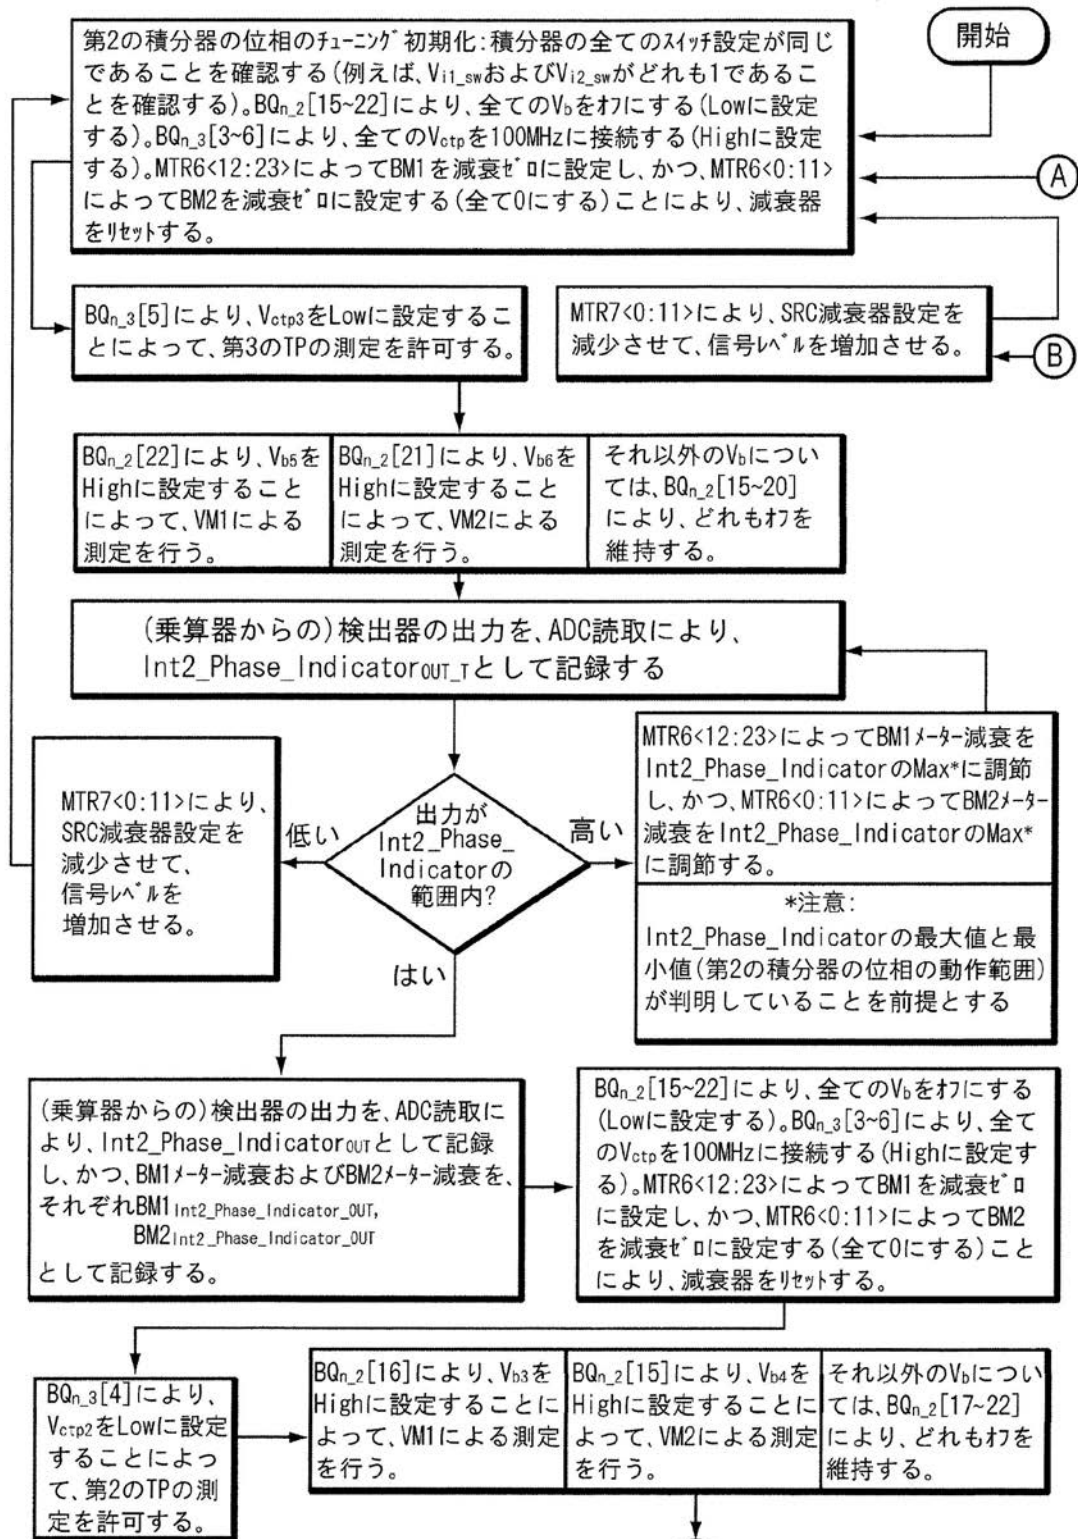 開始
第2の積分器の位相のﾁｭｰﾆﾝｸﾞ初期化:積分器の全てのｽｲｯﾁ設定が同じ
であることを確認する(例えば、Vi1_swおよびVi2_swがどれも1であるこ
とを確認する)。BQn_2[15~22]により、全てのVbをｵﾌにする(Lowに設定
する)。BQn_3[3~6]により、全てのVctpを100MHzに接続する(Highに設定
する)。MTR6<12:23>によってBM1を減衰ｾﾞﾛに設定し、かつ、MTR6<0:11>
によってBM2を減衰ｾﾞﾛに設定する(全て0にする)ことにより、減衰器
をﾘｾｯﾄする。
A
BQn_3[5]により、Vctp3をLowに設定するこ
とによって、第3のTPの測定を許可する。
MTR7<0:11>により、SRC減衰器設定を
減少させて、信号ﾚﾍﾞﾙを増加させる。
B
BQn_2[22]により、Vb5を
Highに設定すること
によって、VM1による
測定を行う。
BQn_2[21]により、Vb6を
Highに設定すること
によって、VM2による
測定を行う。
それ以外のVbについ
ては、BQn_2[15~20]
により、どれもｵﾌを
維持する。
(乗算器からの)検出器の出力を、ADC読取により、
Int2_Phase_IndicatorOUT_Tとして記録する
MTR7<0:11>により、
SRC減衰器設定を
減少させて、
信号ﾚﾍﾞﾙを
増加させる。
低い
出力が
Int2_Phase_
Indicatorの
範囲内?
高い
はい
MTR6<12:23>によってBM1ﾒｰﾀｰ減衰を
Int2_Phase_IndicatorのMax*に調節
し、かつ、MTR6<0:11>によってBM2ﾒｰﾀｰ
減衰をInt2_Phase_IndicatorのMax*
に調節する。
*注意:
Int2_Phase_Indicatorの最大値と最
小値(第2の積分器の位相の動作範囲)
が判明していることを前提とする
(乗算器からの)検出器の出力を、ADC読取に
より、Int2_Phase_IndicatorOUTとして記録
し、かつ、BM1ﾒｰﾀｰ減衰およびBM2ﾒｰﾀｰ減衰を、
それぞれBM1Int2_Phase_Indicator_OUT,
BM2Int2_Phase_Indicator_OUT
として記録する。
BQn_2[15~22]により、全てのVbをｵﾌにする
(Lowに設定する)。BQn_3[3~6]により、全て
のVctpを100MHzに接続する(Highに設定す
る)。MTR6<12:23>によってBM1を減衰ｾﾞﾛ
に設定し、かつ、MTR6<0:11>によってBM2
を減衰ｾﾞﾛに設定する(全て0にする)こと
により、減衰器をﾘｾｯﾄする。
BQn_3[4]により、
Vctp2をLowに設定
することによっ
て、第2のTPの測
定を許可する。
BQn_2[16]により、Vb3を
Highに設定することに
よって、VM1による測定
を行う。
BQn_2[15]により、Vb4を
Highに設定することに
よって、VM2による測定
を行う。
それ以外のVbについ
ては、BQn_2[17~22]
により、どれもｵﾌを
維持する。